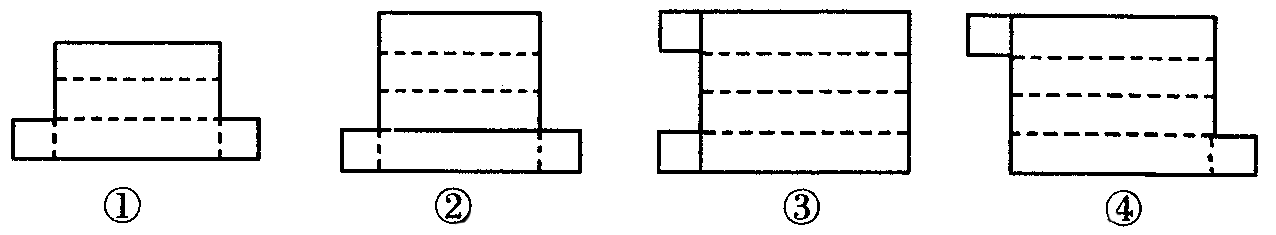 ① ② ③ ④